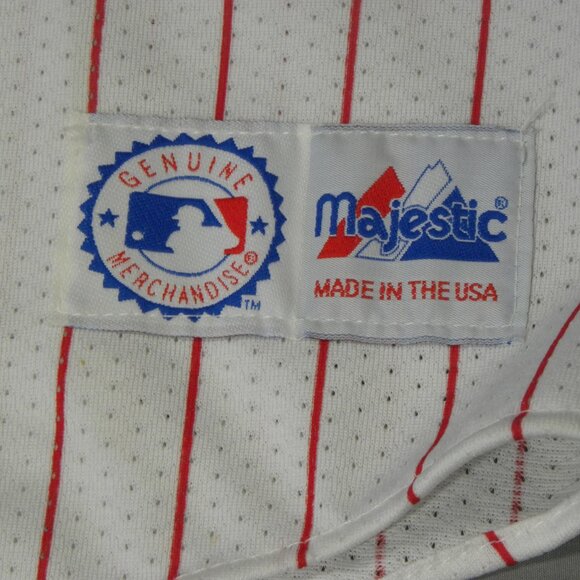 GENUINE
MERCHANDISE®
TM
Majestic®
MADE IN THE USA